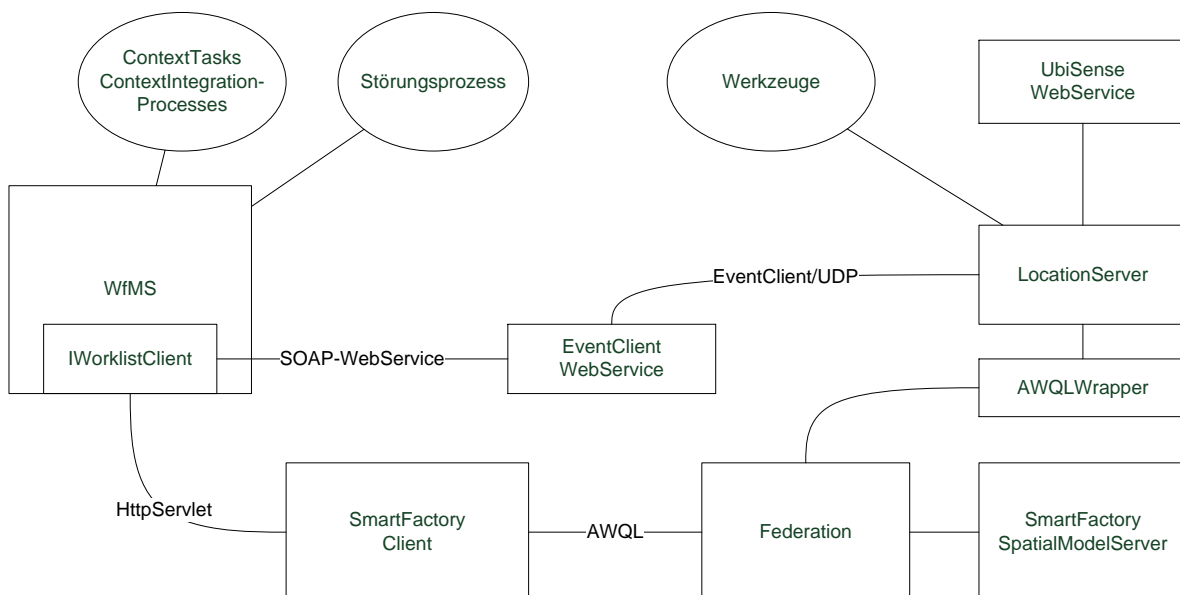 ContextTasks
ContextIntegration-
Processes
Störungsprozess
Werkzeuge
UbiSense
WebService
WfMS
IWorklistClient
SOAP-WebService
EventClient
WebService
EventClient/UDP
LocationServer
AWQLWrapper
HttpServlet
SmartFactory
Client
AWQL
Federation
SmartFactory
SpatialModelServer